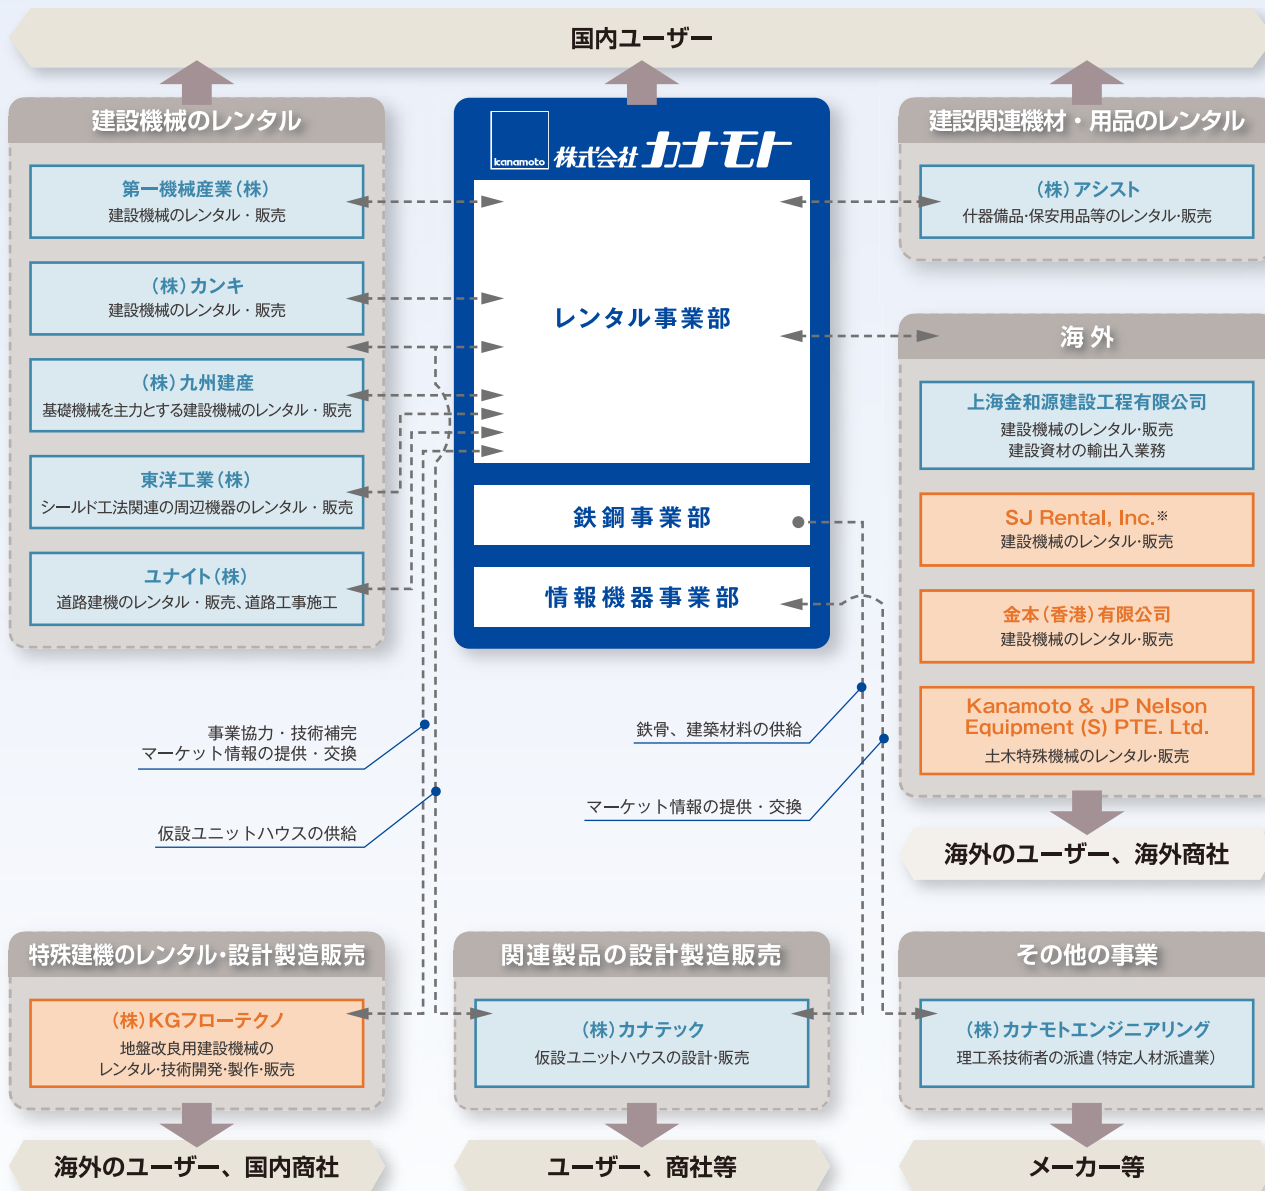 国内ユーザー
建設機械のレンタル
第一機械産業(株)
建設機械のレンタル・販売
(株)カンキ
建設機械のレンタル・販売
(株)九州建産
基礎機械を主力とする建設機械のレンタル・販売
東洋工業(株)
シールド工法関連の周辺機器のレンタル・販売
ユナイト(株)
道路建機のレンタル・販売、道路工事施工
kanamoto
株式会社カナモト
レンタル事業部
鉄鋼事業部
情報機器事業部
建設関連機材・用品のレンタル
(株)アシスト
什器備品・保安用品等のレンタル・販売
海外
上海金和源建設工程有限公司
建設機械のレンタル・販売
建設資材の輸出入業務
SJ Rental, Inc.※
建設機械のレンタル・販売
金本(香港)有限公司
建設機械のレンタル・販売
Kanamoto & JP Nelson
Equipment (S) PTE. Ltd.
土木特殊機械のレンタル・販売
海外のユーザー、海外商社
事業協力・技術補完
マーケット情報の提供・交換
仮設ユニットハウスの供給
鉄骨、建築材料の供給
マーケット情報の提供・交換
特殊建機のレンタル・設計製造販売
(株)KGフローテクノ
地盤改良用建設機械の
レンタル・技術開発・製作・販売
海外のユーザー、国内商社
関連製品の設計製造販売
(株)カナテック
仮設ユニットハウスの設計・販売
ユーザー、商社等
その他の事業
(株)カナモトエンジニアリング
理工系技術者の派遣(特定人材派遣業)
メーカー等